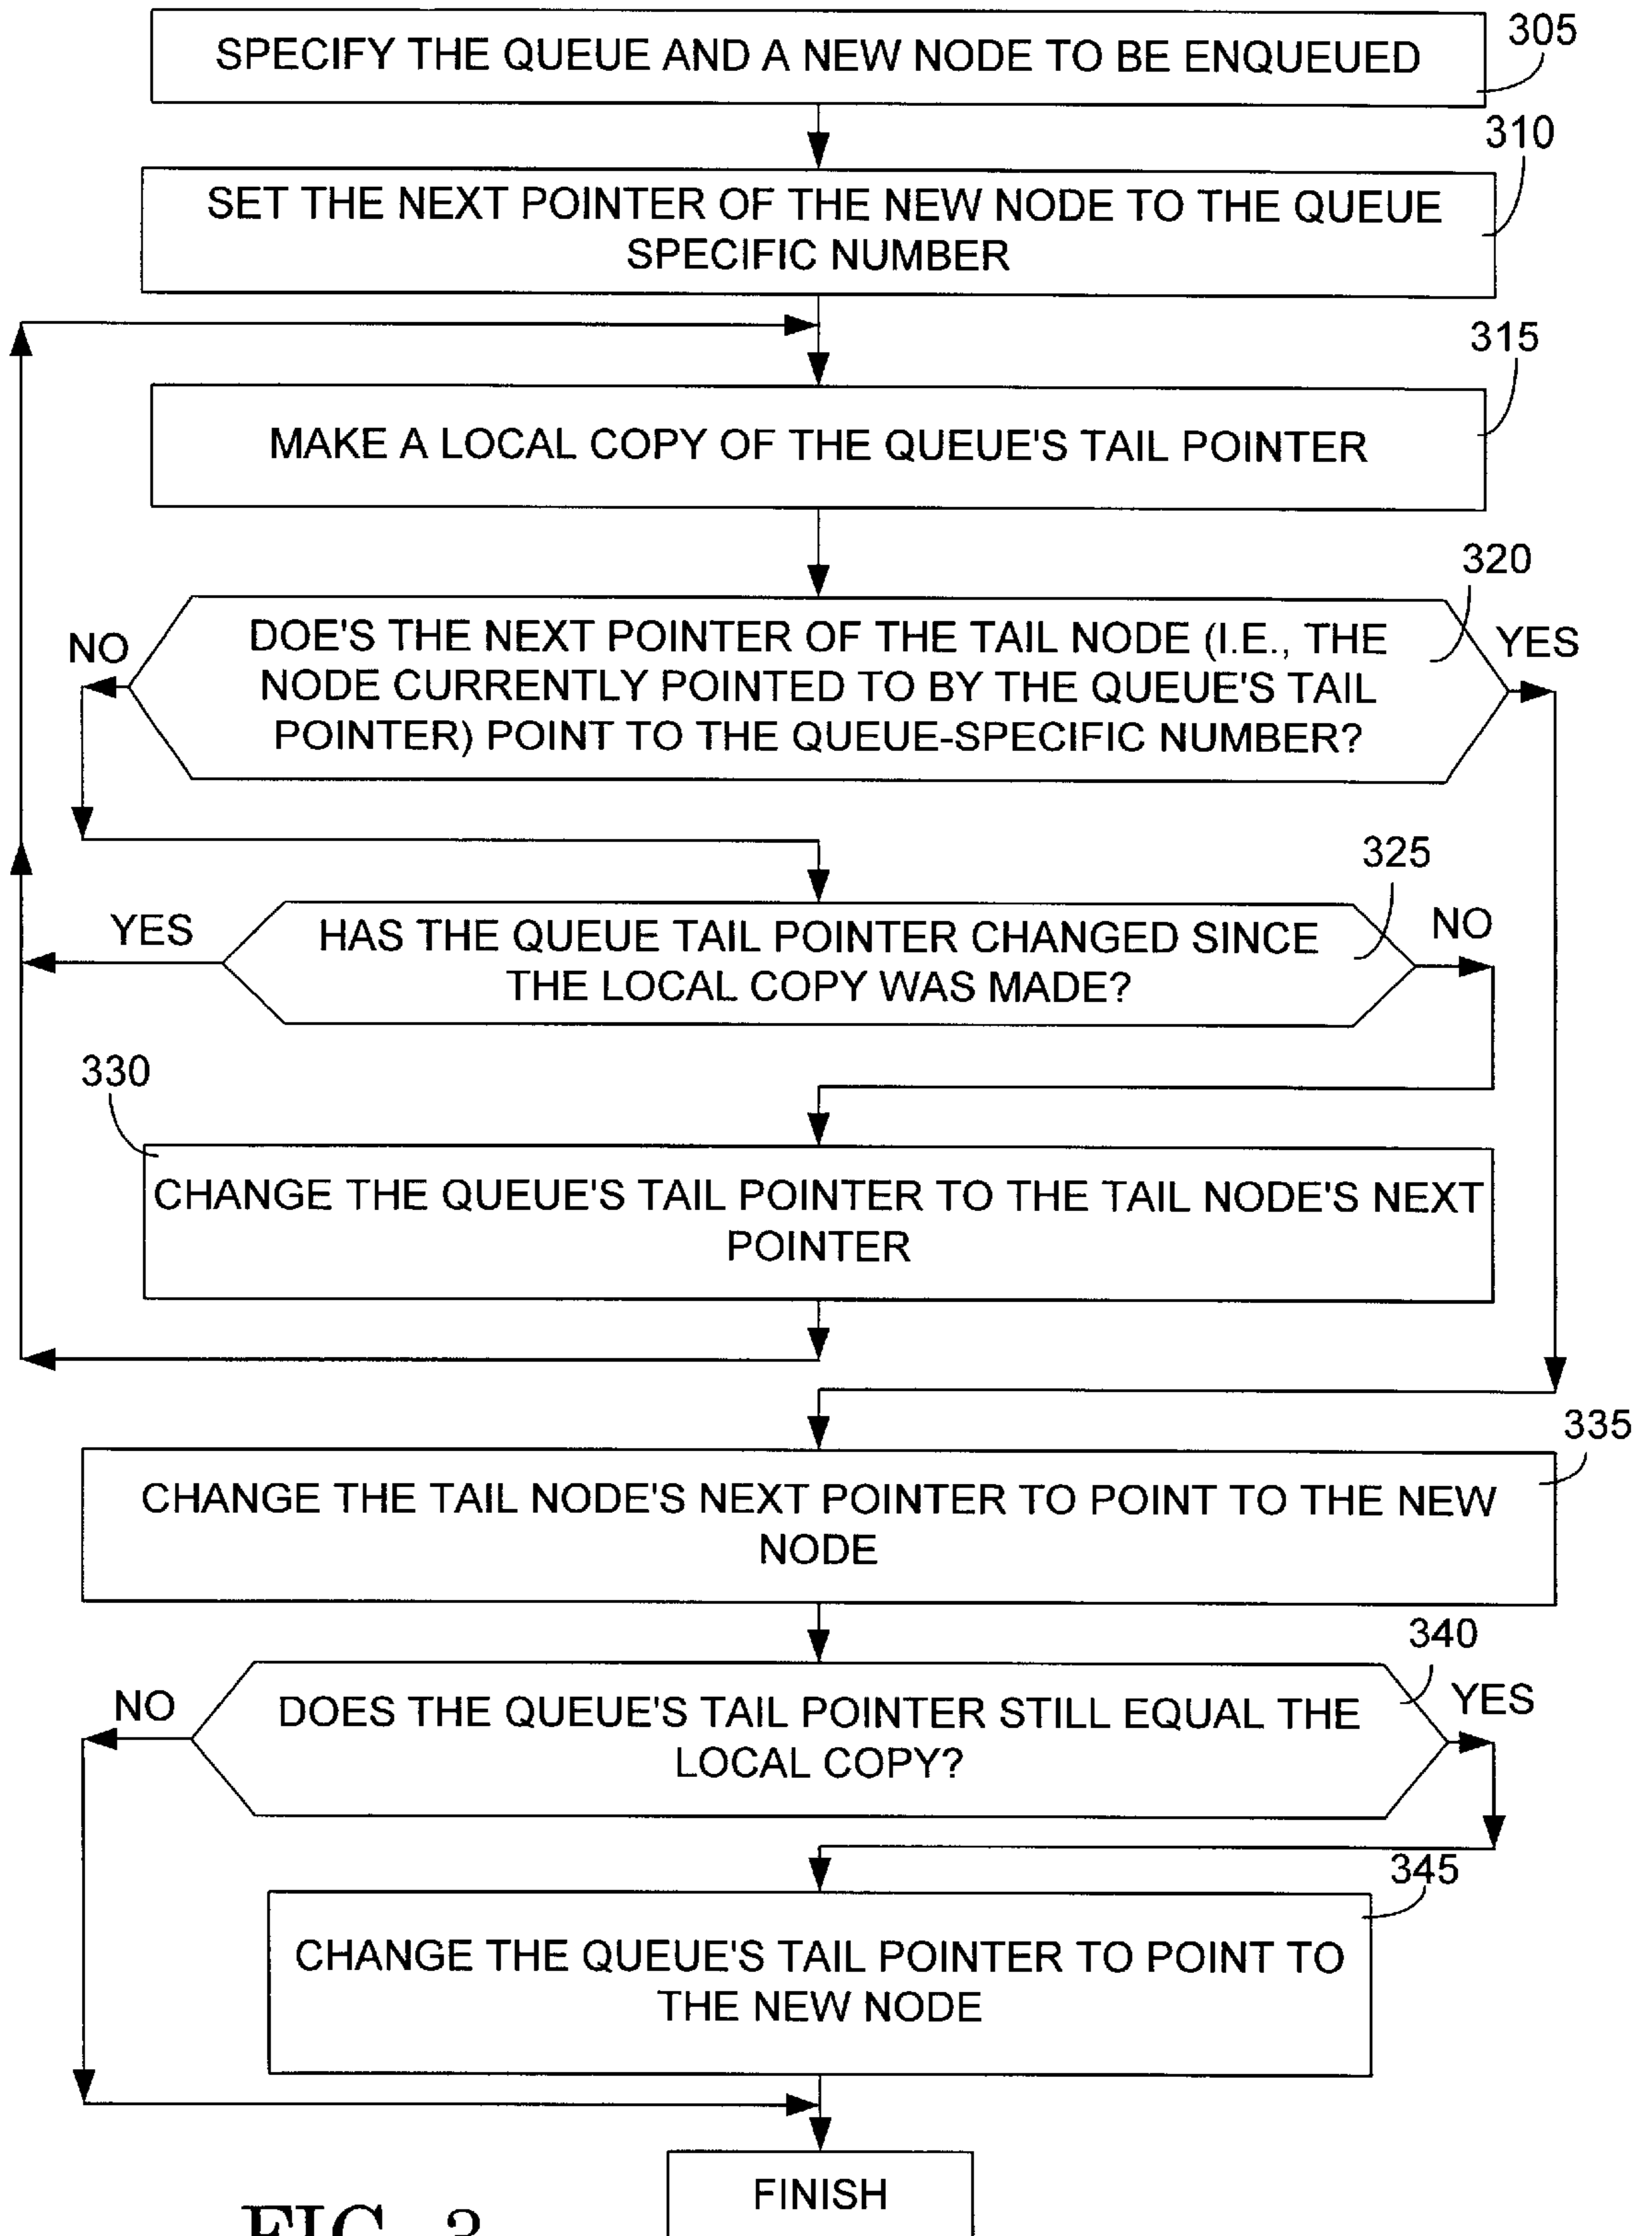 305
SPECIFY THE QUEUE AND A NEW NODE TO BE ENQUEUED
310
SET THE NEXT POINTER OF THE NEW NODE TO THE QUEUE
SPECIFIC NUMBER
315
MAKE A LOCAL COPY OF THE QUEUE'S TAIL POINTER
320
NO
YES
DOE'S THE NEXT POINTER OF THE TAIL NODE (I.E., THE
NODE CURRENTLY POINTED TO BY THE QUEUE'S TAIL
POINTER) POINT TO THE QUEUE-SPECIFIC NUMBER?
325
YES
NO
HAS THE QUEUE TAIL POINTER CHANGED SINCE
THE LOCAL COPY WAS MADE?
330
CHANGE THE QUEUE'S TAIL POINTER TO THE TAIL NODE'S NEXT
POINTER
335
CHANGE THE TAIL NODE'S NEXT POINTER TO POINT TO THE NEW
NODE
340
NO
YES
DOES THE QUEUE'S TAIL POINTER STILL EQUAL THE
LOCAL COPY?
345
CHANGE THE QUEUE'S TAIL POINTER TO POINT TO
THE NEW NODE
FINISH
FIG. 3